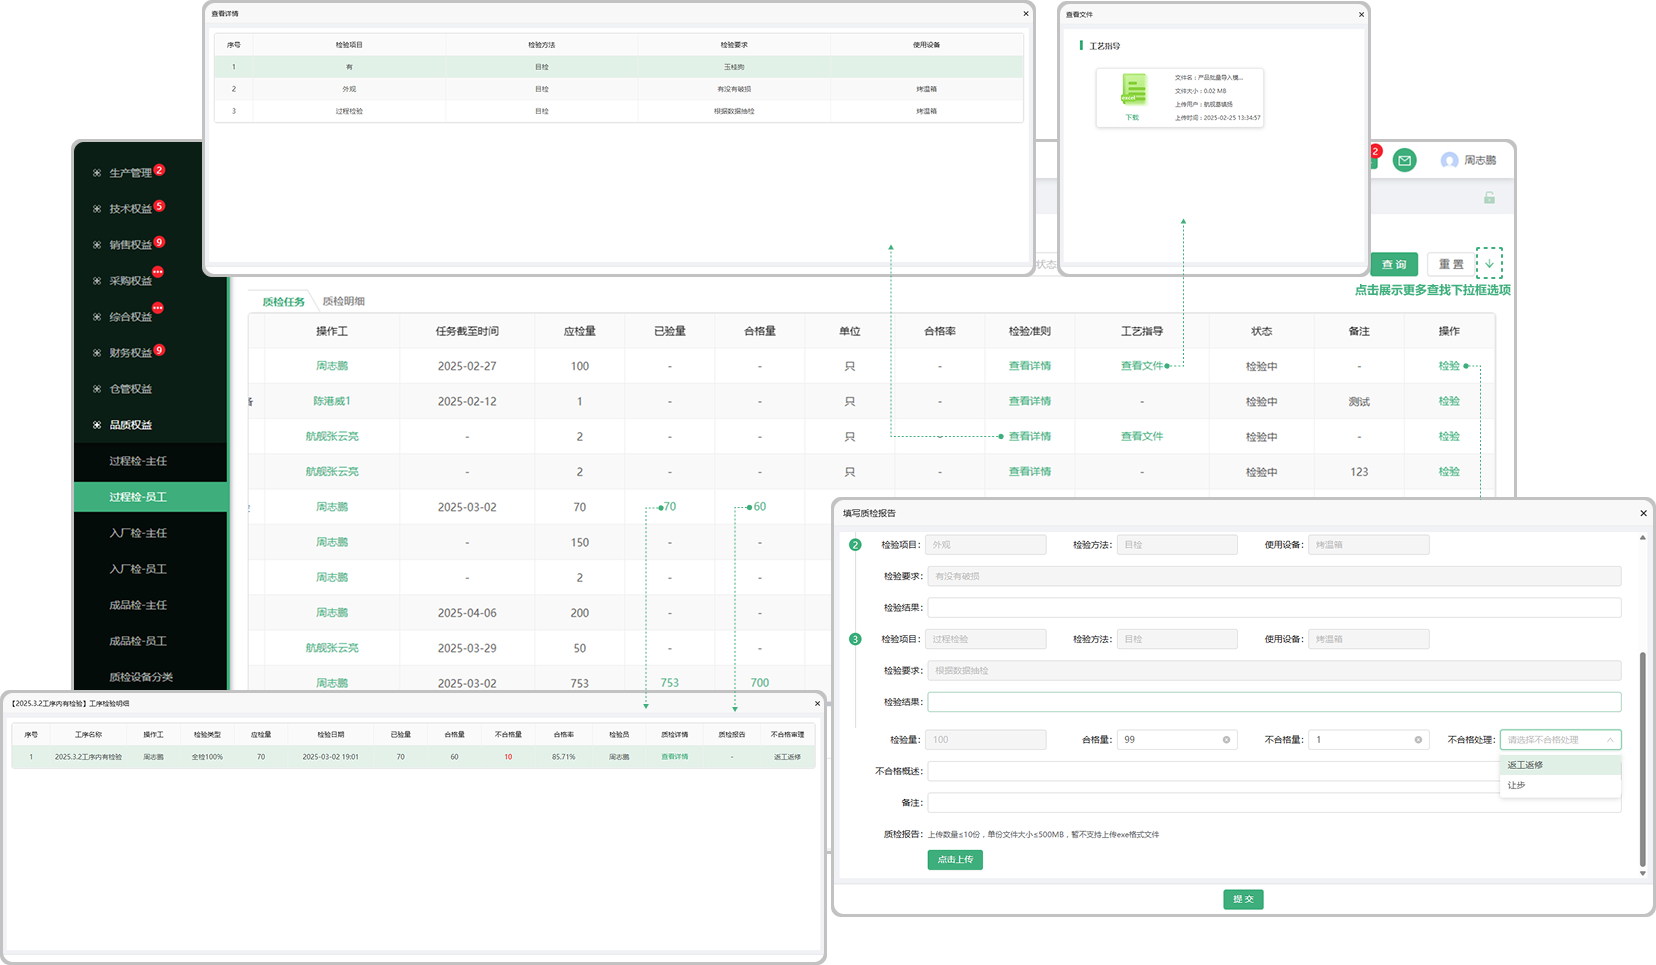 查看详情
序号 检验项目 检验方法 检验要求 使用设备
1 有 目检 玉桂狗
2 外观 目检 有没有破损 烤温箱
3 过程检验 目检 根据数据抽检 烤温箱
查看文件
工艺指导
文件名：产品批量导入模...
文件大小：0.02 MB
上传用户：航舰县镇扬
上传时间：2025-02-25 13:34:57
excel
下载
2
周志鹏
生产管理 2
技术权益 5
销售权益 9
采购权益 •••
综合权益 •••
财务权益 9
仓管权益
品质权益
过程检-主任
过程检-员工
入厂检-主任
入厂检-员工
成品检-主任
成品检-员工
质检设备分类
状态
查 询 重 置
点击展示更多查找下拉框选项
质检任务 质检明细
操作工 任务截至时间 应检量 已验量 合格量 单位 合格率 检验准则 工艺指导 状态 备注 操作
周志鹏 2025-02-27 100 - - 只 - 查看详情 查看文件 检验中 - 检验
陈港威1 2025-02-12 1 - - 只 - 查看详情 - 检验中 测试 检验
航舰张云亮 - 2 - - 只 - 查看详情 查看文件 检验中 - 检验
航舰张云亮 - 2 - - 只 - 查看详情 - 检验中 123 检验
周志鹏 2025-03-02 70 70 60
周志鹏 - 150 - -
周志鹏 - 2 - -
周志鹏 2025-04-06 200 - -
航舰张云亮 2025-03-29 50 - -
周志鹏 2025-03-02 753 753 700
填写质检报告
2 检验项目： 外观 检验方法： 目检 使用设备： 烤温箱
检验要求： 有没有破损
检验结果：
3 检验项目： 过程检验 检验方法： 目检 使用设备： 烤温箱
检验要求： 根据数据抽检
检验结果：
检验量： 100 合格量： 99 不合格量： 1 不合格处理： 请选择不合格处理
返工返修
让步
不合格概述：
备注：
质检报告： 上传数量≤10份，单份文件大小≤500MB，暂不支持上传exe格式文件
点击上传
提 交
【2025.3.2工序内有检验】工序检验明细
序号 工序名称 操作工 检验类型 应检量 检验日期 已验量 合格量 不合格量 合格率 检验员 质检详情 质检报告 不合格审理
1 2025.3.2工序内有检验 周志鹏 全检100% 70 2025-03-02 19:01 70 60 10 85.71% 周志鹏 查看详情 - 返工返修